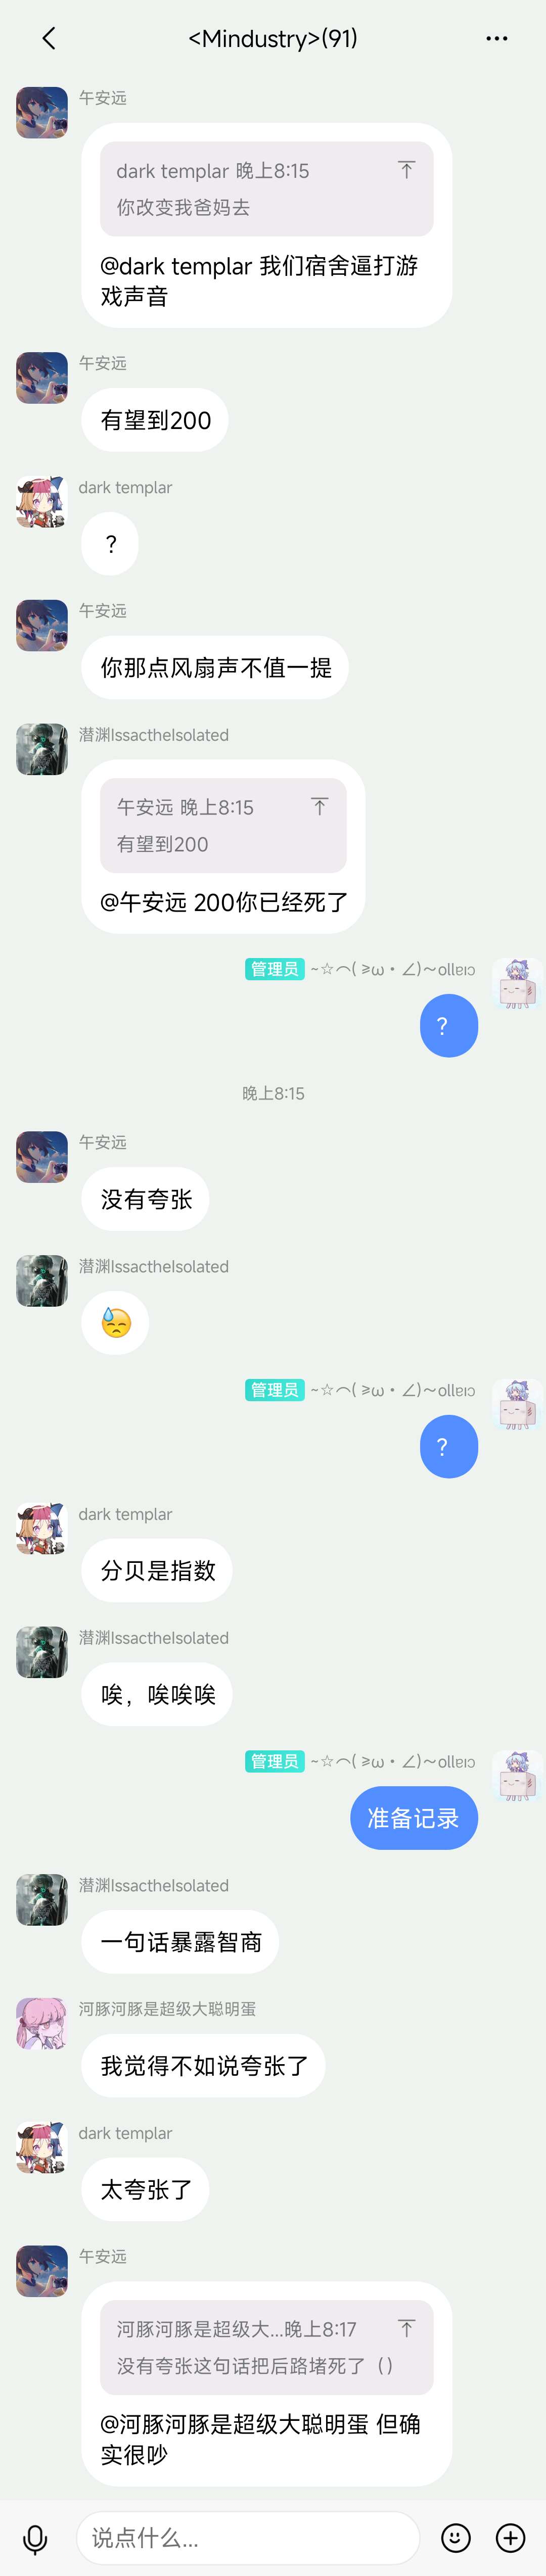 <Mindustry>(91)
午安远
dark templar 晚上8:15
你改变我爸妈去
@dark templar 我们宿舍逼打游
戏声音
午安远
有望到200
dark templar
？
午安远
你那点风扇声不值一提
潜渊IssactheIsolated
午安远 晚上8:15
有望到200
@午安远 200你已经死了
管理员 ~☆⌒(≥ω・∠)～ollɐıɔ
？
晚上8:15
午安远
没有夸张
潜渊IssactheIsolated
😓
管理员 ~☆⌒(≥ω・∠)～ollɐıɔ
？
dark templar
分贝是指数
潜渊IssactheIsolated
唉，唉唉唉
管理员 ~☆⌒(≥ω・∠)～ollɐıɔ
准备记录
潜渊IssactheIsolated
一句话暴露智商
河豚河豚是超级大聪明蛋
我觉得不如说夸张了
dark templar
太夸张了
午安远
河豚河豚是超级大...晚上8:17
没有夸张这句话把后路堵死了（）
@河豚河豚是超级大聪明蛋 但确
实很吵
说点什么...